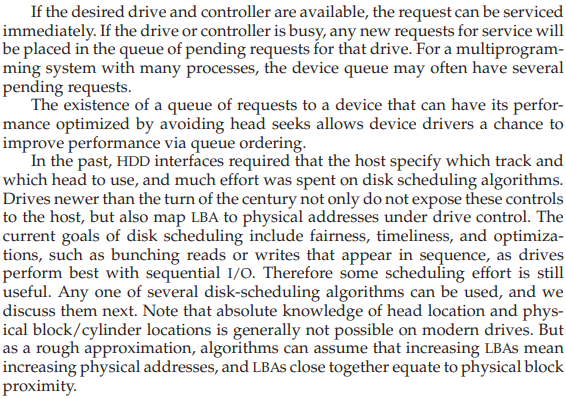 If the desired drive and controller are available, the request can be serviced
immediately. If the drive or controller is busy, any new requests for service will
be placed in the queue of pending requests for that drive. For a multiprogram-
ming system with many processes, the device queue may often have several
pending requests.
The existence of a queue of requests to a device that can have its perfor-
mance optimized by avoiding head seeks allows device drivers a chance to
improve performance via queue ordering.
In the past, HDD interfaces required that the host specify which track and
which head to use, and much effort was spent on disk scheduling algorithms.
Drives newer than the turn of the century not only do not expose these controls
to the host, but also map LBA to physical addresses under drive control. The
current goals of disk scheduling include fairness, timeliness, and optimiza-
tions, such as bunching reads or writes that appear in sequence, as drives
perform best with sequential I/O. Therefore some scheduling effort is still
useful. Any one of several disk-scheduling algorithms can be used, and we
discuss them next. Note that absolute knowledge of head location and phys-
ical block/cylinder locations is generally not possible on modern drives. But
as a rough approximation, algorithms can assume that increasing LBAs mean
increasing physical addresses, and LBAs close together equate to physical block
proximity.